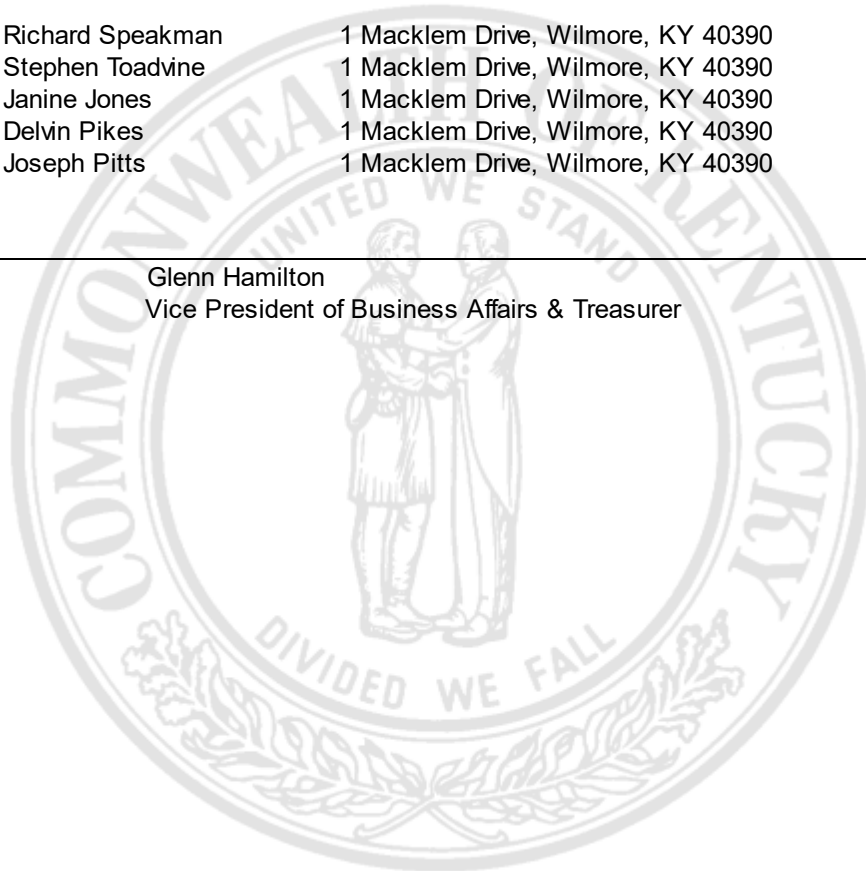 Richard Speakman 1 Macklem Drive, Wilmore, KY 40390
Stephen Toadvine 1 Macklem Drive, Wilmore, KY 40390
Janine Jones 1 Macklem Drive, Wilmore, KY 40390
Delvin Pikes 1 Macklem Drive, Wilmore, KY 40390
Joseph Pitts 1 Macklem Drive, Wilmore, KY 40390
COMMONWEALTH OF KENTUCKY
UNITED WE STAND
Glenn Hamilton
Vice President of Business Affairs & Treasurer
DIVIDED WE FALL